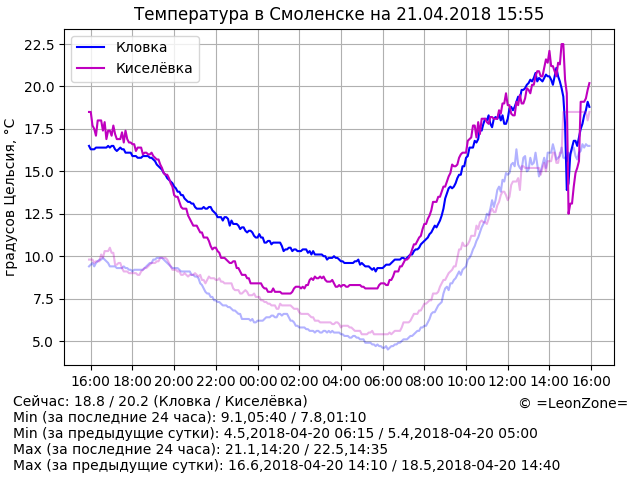 Температура в Смоленске на 21.04.2018 15:55
Кловка
Киселёвка
градусов Цельсия, °C
22.5
20.0
17.5
15.0
12.5
10.0
7.5
5.0
16:00 18:00 20:00 22:00 00:00 02:00 04:00 06:00 08:00 10:00 12:00 14:00 16:00
Сейчас: 18.8 / 20.2 (Кловка / Киселёвка)
© =LeonZone=
Min (за последние 24 часа): 9.1,05:40 / 7.8,01:10
Min (за предыдущие сутки): 4.5,2018-04-20 06:15 / 5.4,2018-04-20 05:00
Max (за последние 24 часа): 21.1,14:20 / 22.5,14:35
Max (за предыдущие сутки): 16.6,2018-04-20 14:10 / 18.5,2018-04-20 14:40